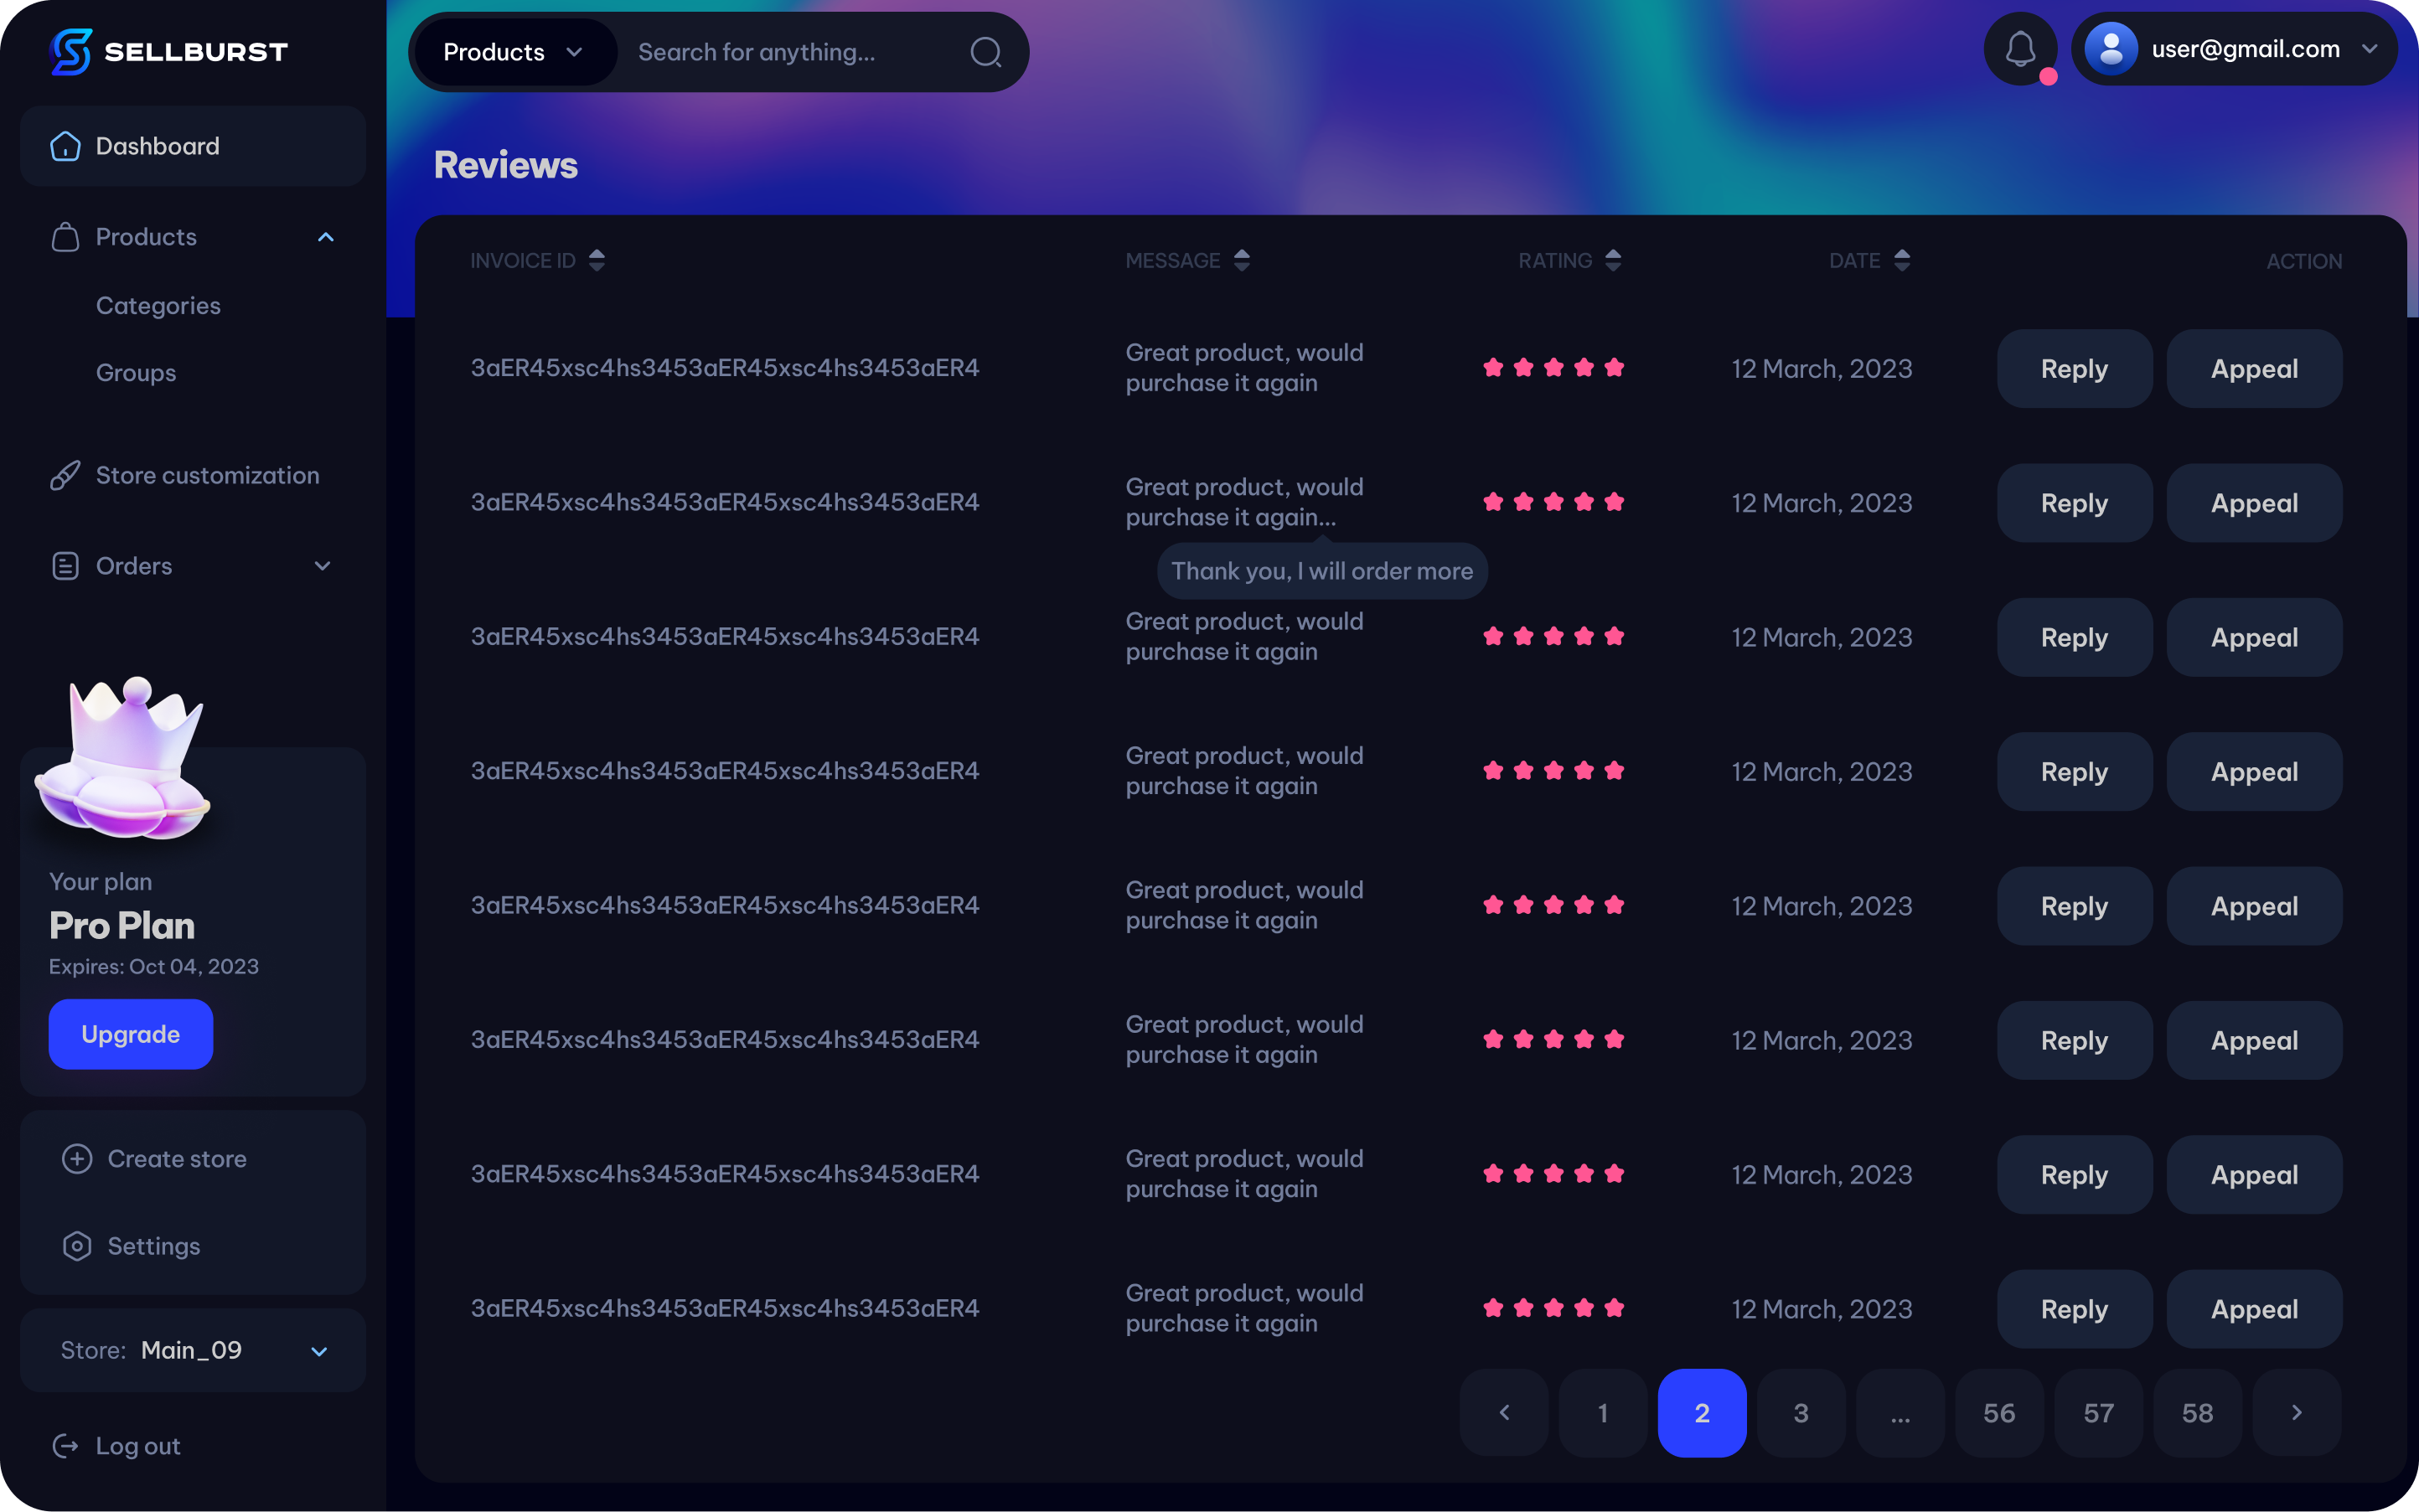 SELLBURST
Products
Search for anything...
user@gmail.com
Dashboard
Products
Categories
Groups
Store customization
Orders
Your plan
Pro Plan
Expires: Oct 04, 2023
Upgrade
Create store
Settings
Store: Main_09
Log out
Reviews
INVOICE ID MESSAGE RATING DATE ACTION
3aER45xsc4hs3453aER45xsc4hs3453aER4
Great product, would
purchase it again
12 March, 2023
Reply Appeal
3aER45xsc4hs3453aER45xsc4hs3453aER4
Great product, would
purchase it again...
12 March, 2023
Reply Appeal
Thank you, I will order more
3aER45xsc4hs3453aER45xsc4hs3453aER4
Great product, would
purchase it again
12 March, 2023
Reply Appeal
3aER45xsc4hs3453aER45xsc4hs3453aER4
Great product, would
purchase it again
12 March, 2023
Reply Appeal
3aER45xsc4hs3453aER45xsc4hs3453aER4
Great product, would
purchase it again
12 March, 2023
Reply Appeal
3aER45xsc4hs3453aER45xsc4hs3453aER4
Great product, would
purchase it again
12 March, 2023
Reply Appeal
3aER45xsc4hs3453aER45xsc4hs3453aER4
Great product, would
purchase it again
12 March, 2023
Reply Appeal
3aER45xsc4hs3453aER45xsc4hs3453aER4
Great product, would
purchase it again
12 March, 2023
Reply Appeal
1 2 3 ... 56 57 58